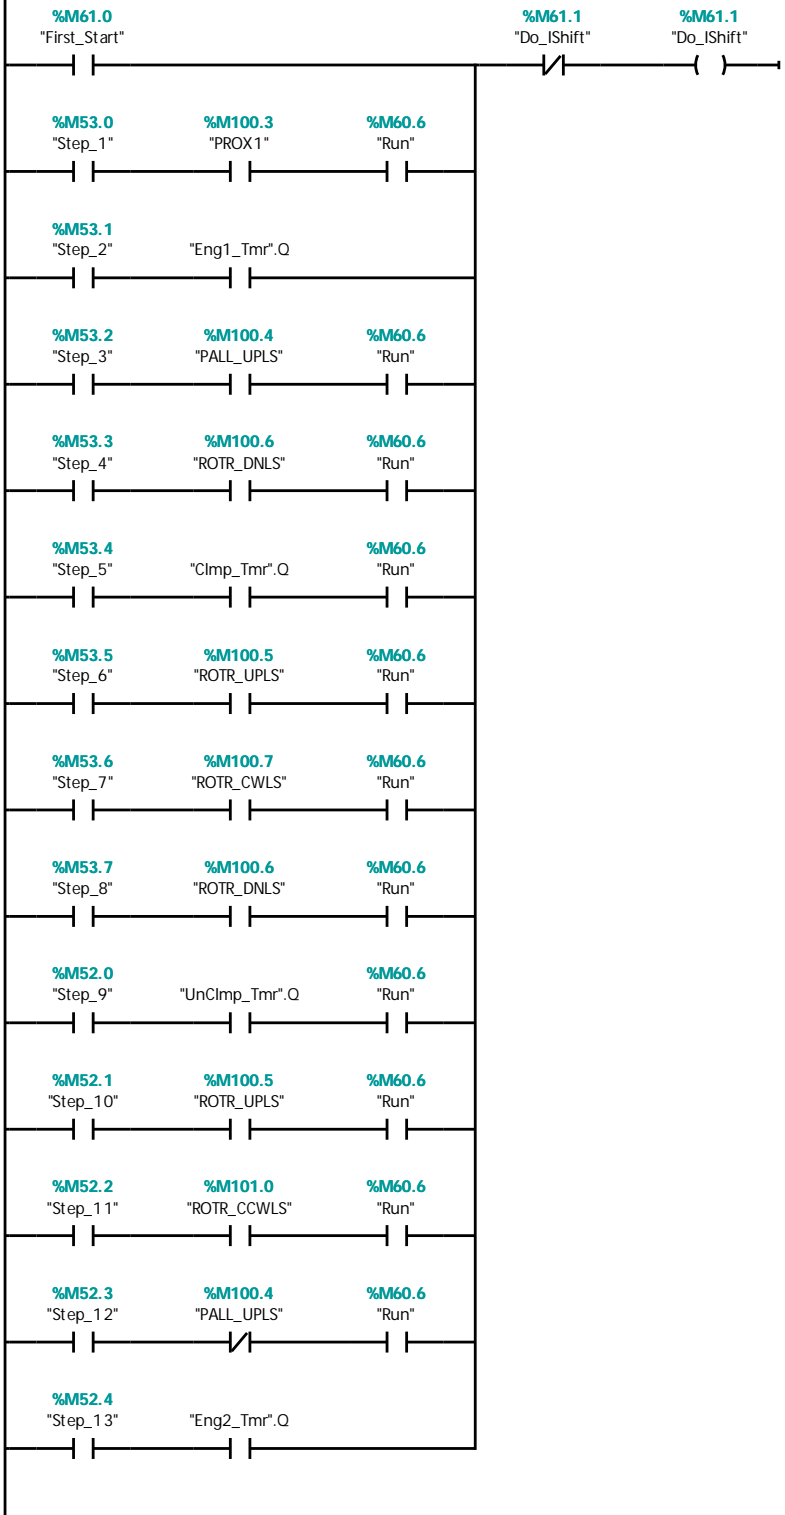 %M61.0 %M61.1 %M61.1
"First_Start" "Do_IShift" "Do_IShift"
%M53.0 %M100.3 %M60.6
"Step_1" "PROX1" "Run"
%M53.1
"Step_2" "Eng1_Tmr".Q
%M53.2 %M100.4 %M60.6
"Step_3" "PALL_UPLS" "Run"
%M53.3 %M100.6 %M60.6
"Step_4" "ROTR_DNLS" "Run"
%M53.4 %M60.6
"Step_5" "Clmp_Tmr".Q "Run"
%M53.5 %M100.5 %M60.6
"Step_6" "ROTR_UPLS" "Run"
%M53.6 %M100.7 %M60.6
"Step_7" "ROTR_CWLS" "Run"
%M53.7 %M100.6 %M60.6
"Step_8" "ROTR_DNLS" "Run"
%M52.0 %M60.6
"Step_9" "UnClmp_Tmr".Q "Run"
%M52.1 %M100.5 %M60.6
"Step_10" "ROTR_UPLS" "Run"
%M52.2 %M101.0 %M60.6
"Step_11" "ROTR_CCWLS" "Run"
%M52.3 %M100.4 %M60.6
"Step_12" "PALL_UPLS" "Run"
%M52.4
"Step_13" "Eng2_Tmr".Q